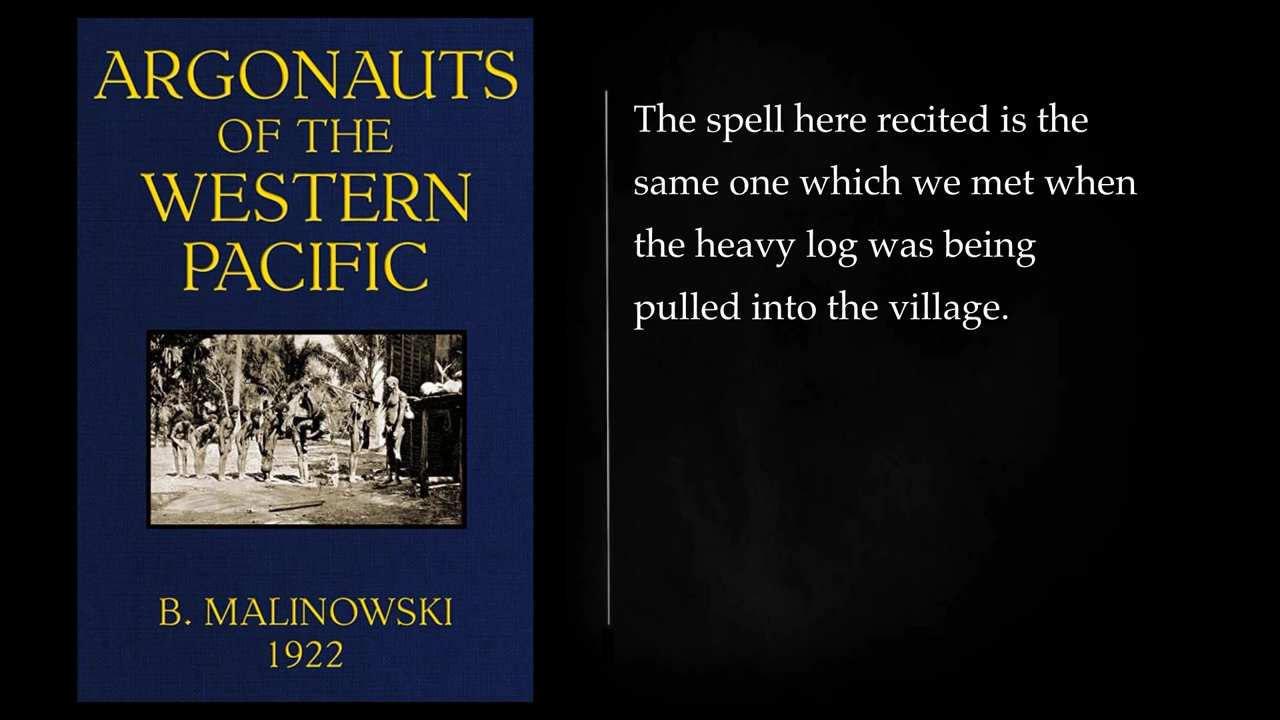 ARGONAUTS
OF THE
WESTERN
PACIFIC
B. MALINOWSKI
1922
The spell here recited is the
same one which we met when
the heavy log was being
pulled into the village.